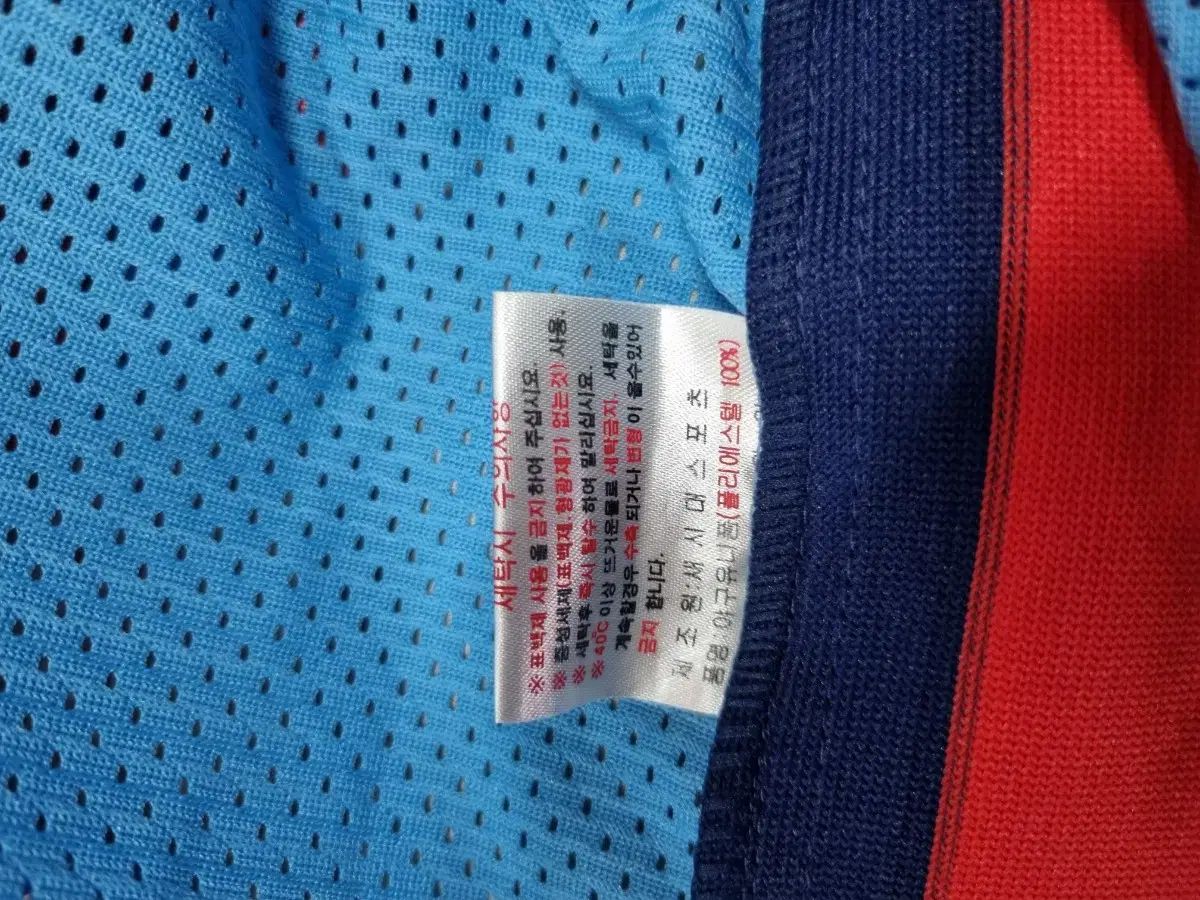 세탁시 주의사항
※ 표백제 사용을 금지하여 주십시요.
※ 중성세제(표백제, 형광제가 없는것) 사용.
※ 세탁후 즉시 탈수 하여 말리십시요.
※ 40℃ 이상 뜨거운물로 세탁금지. 세탁을
계속할경우 수축 되거나 변형이 올수있어
금지 합니다.
제 조 원:새 시 대 스 포 츠
품명:야구유니폼(폴리에스텔 100%)